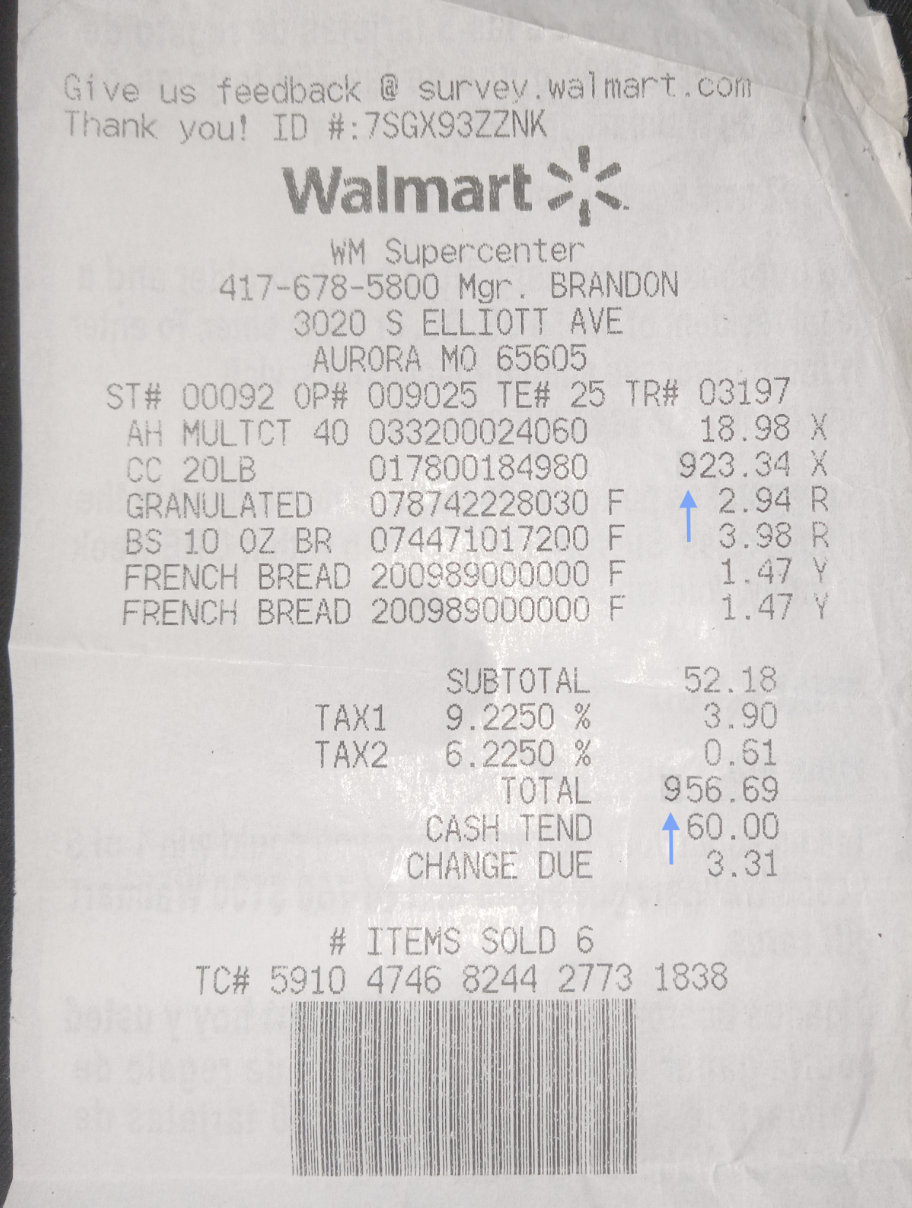 Give us feedback @ survey.walmart.com
Thank you! ID #:7SGX93ZZNK
Walmart
WM Supercenter
417-678-5800 Mgr. BRANDON
3020 S ELLIOTT AVE
AURORA MO 65605
ST# 00092 OP# 009025 TE# 25 TR# 03197
AH MULTCT 40 033200024060 18.98 X
CC 20LB 017800184980 923.34 X
GRANULATED 078742228030 F 2.94 R
BS 10 OZ BR 074471017200 F 3.98 R
FRENCH BREAD 200989000000 F 1.47 Y
FRENCH BREAD 200989000000 F 1.47 Y
SUBTOTAL 52.18
TAX1 9.2250 % 3.90
TAX2 6.2250 % 0.61
TOTAL 956.69
CASH TEND 60.00
CHANGE DUE 3.31
# ITEMS SOLD 6
TC# 5910 4746 8244 2773 1838